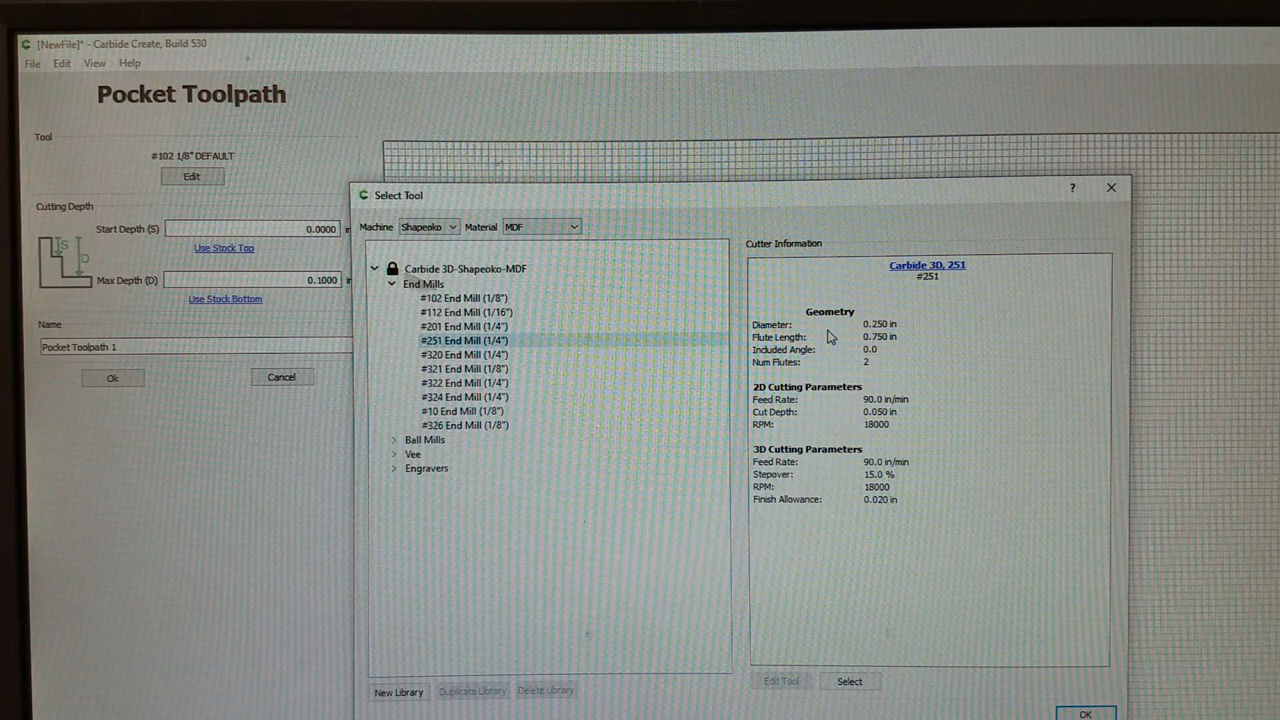 [NewFile]* - Carbide Create, Build 530
File Edit View Help
Pocket Toolpath
Tool
#102 1/8" DEFAULT
Edit
Cutting Depth
Start Depth (S) 0.0000
Use Stock Top
S
D
Max Depth (D) 0.1000
Use Stock Bottom
Name
Pocket Toolpath 1
Ok Cancel
Select Tool ?
Machine Shapeoko Material MDF
Carbide 3D-Shapeoko-MDF
End Mills
#102 End Mill (1/8")
#112 End Mill (1/16")
#201 End Mill (1/4")
#251 End Mill (1/4")
#320 End Mill (1/4")
#321 End Mill (1/8")
#322 End Mill (1/4")
#324 End Mill (1/4")
#10 End Mill (1/8")
#326 End Mill (1/8")
Ball Mills
Vee
Engravers
New Library Duplicate Library Delete Library
Cutter Information
Carbide 3D, 251
#251
Geometry
Diameter: 0.250 in
Flute Length: 0.750 in
Included Angle: 0.0
Num Flutes: 2
2D Cutting Parameters
Feed Rate: 90.0 in/min
Cut Depth: 0.050 in
RPM: 18000
3D Cutting Parameters
Feed Rate: 90.0 in/min
Stepover: 15.0 %
RPM: 18000
Finish Allowance: 0.020 in
Edit Tool Select
OK